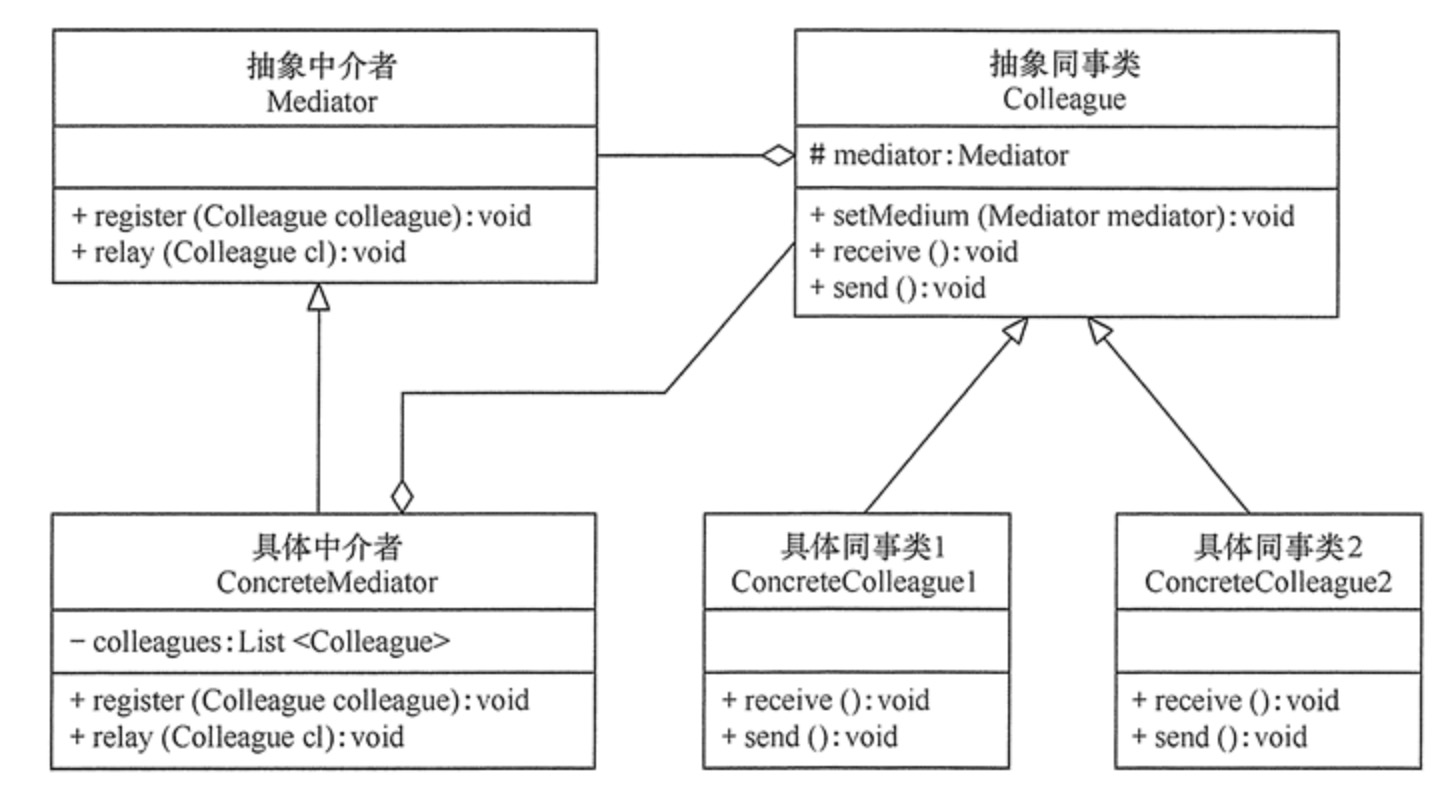 抽象中介者
Mediator
+ register (Colleague colleague):void
+ relay (Colleague cl):void
抽象同事类
Colleague
# mediator:Mediator
+ setMedium (Mediator mediator):void
+ receive ():void
+ send ():void
具体中介者
ConcreteMediator
− colleagues:List <Colleague>
+ register (Colleague colleague):void
+ relay (Colleague cl):void
具体同事类1
ConcreteColleague1
+ receive ():void
+ send ():void
具体同事类2
ConcreteColleague2
+ receive ():void
+ send ():void